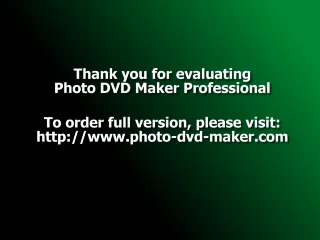 Thank you for evaluating
Photo DVD Maker Professional
To order full version, please visit:
http://www.photo-dvd-maker.com